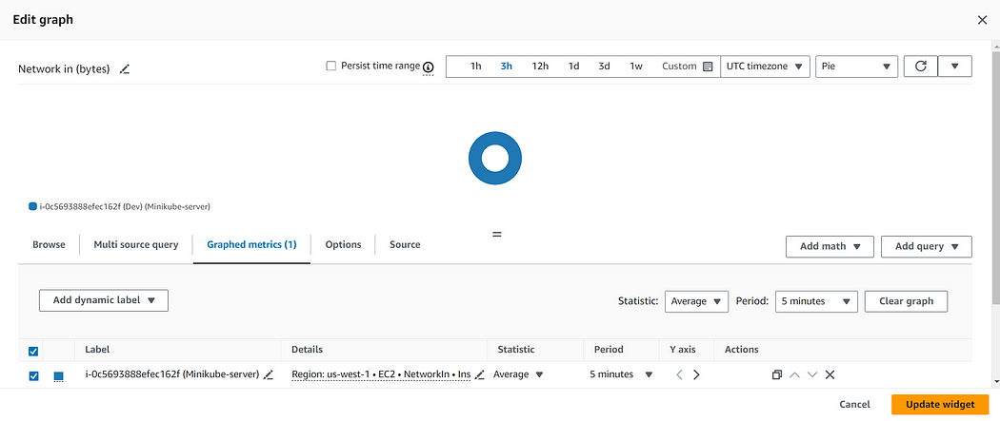 Edit graph
Network in (bytes)
Persist time range
1h 3h 12h 1d 3d 1w Custom UTC timezone Pie
i-0c5693888efec162f (Dev) (Minikube-server)
Browse Multi source query Graphed metrics (1) Options Source Add math Add query
Add dynamic label Statistic: Average Period: 5 minutes Clear graph
Label Details Statistic Period Y axis Actions
i-0c5693888efec162f (Minikube-server) Region: us-west-1 • EC2 • NetworkIn • Ins Average 5 minutes
Cancel Update widget